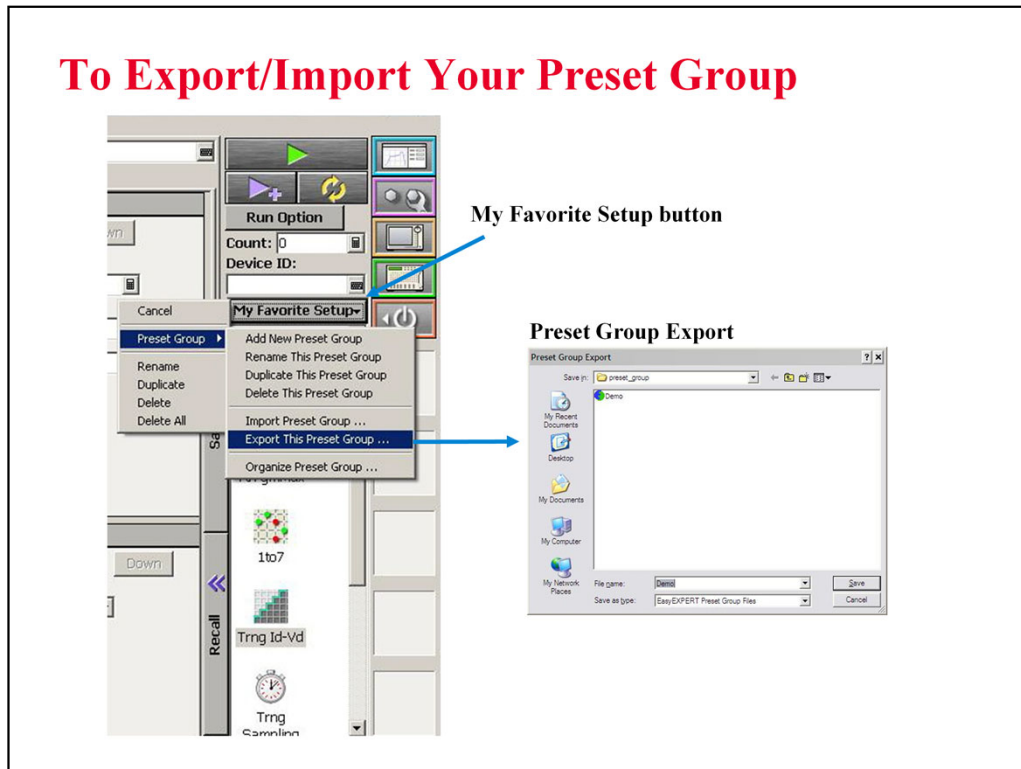 To Export/Import Your Preset Group
Run Option
Count: 0
Device ID:
My Favorite Setup
My Favorite Setup button
Cancel
Preset Group
Rename
Duplicate
Delete
Delete All
Add New Preset Group
Rename This Preset Group
Duplicate This Preset Group
Delete This Preset Group
Import Preset Group ...
Export This Preset Group ...
Organize Preset Group ...
Down
Recall
1to7
Trng Id-Vd
Trng
Sampling
Preset Group Export
Preset Group Export
Save in:
preset_group
Demo
My Recent
Documents
Desktop
My Documents
My Computer
My Network
Places
File name:
Demo
Save
Save as type:
EasyEXPERT Preset Group Files
Cancel